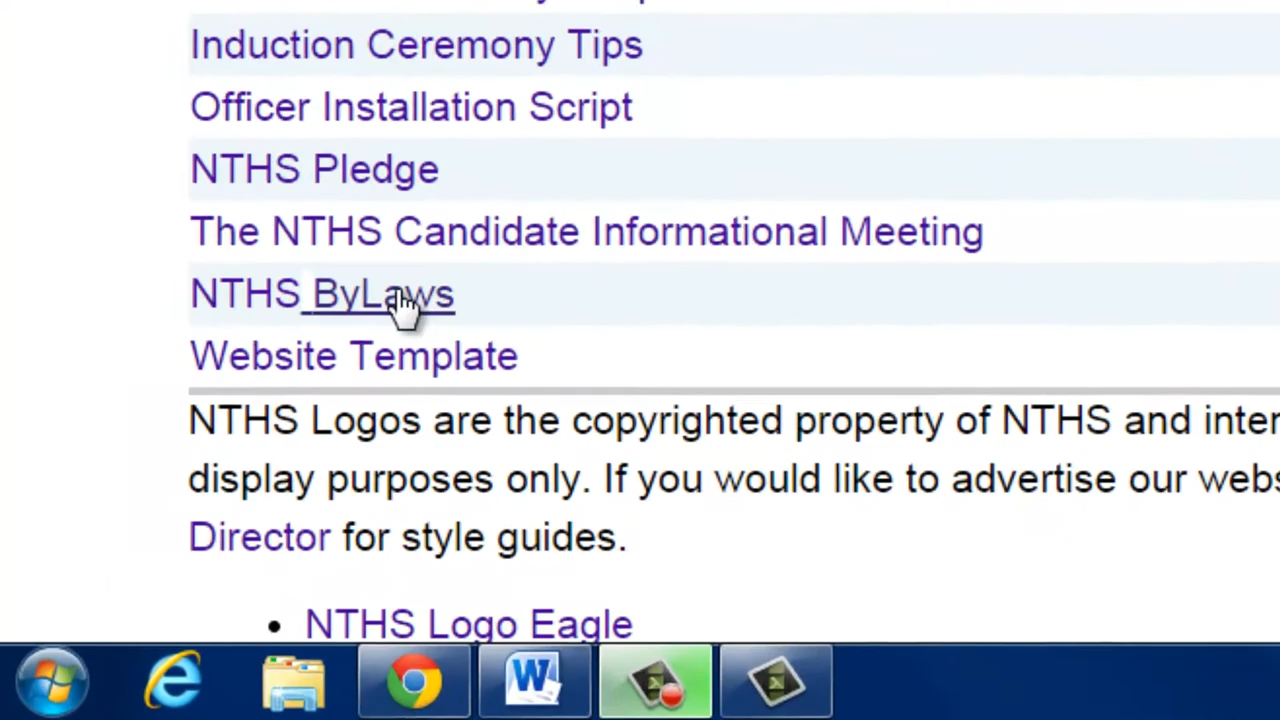 Induction Ceremony Tips
Officer Installation Script
NTHS Pledge
The NTHS Candidate Informational Meeting
NTHS ByLaws
Website Template
NTHS Logos are the copyrighted property of NTHS and
display purposes only. If you would like to advertise our
Director for style guides.
• NTHS Logo Eagle